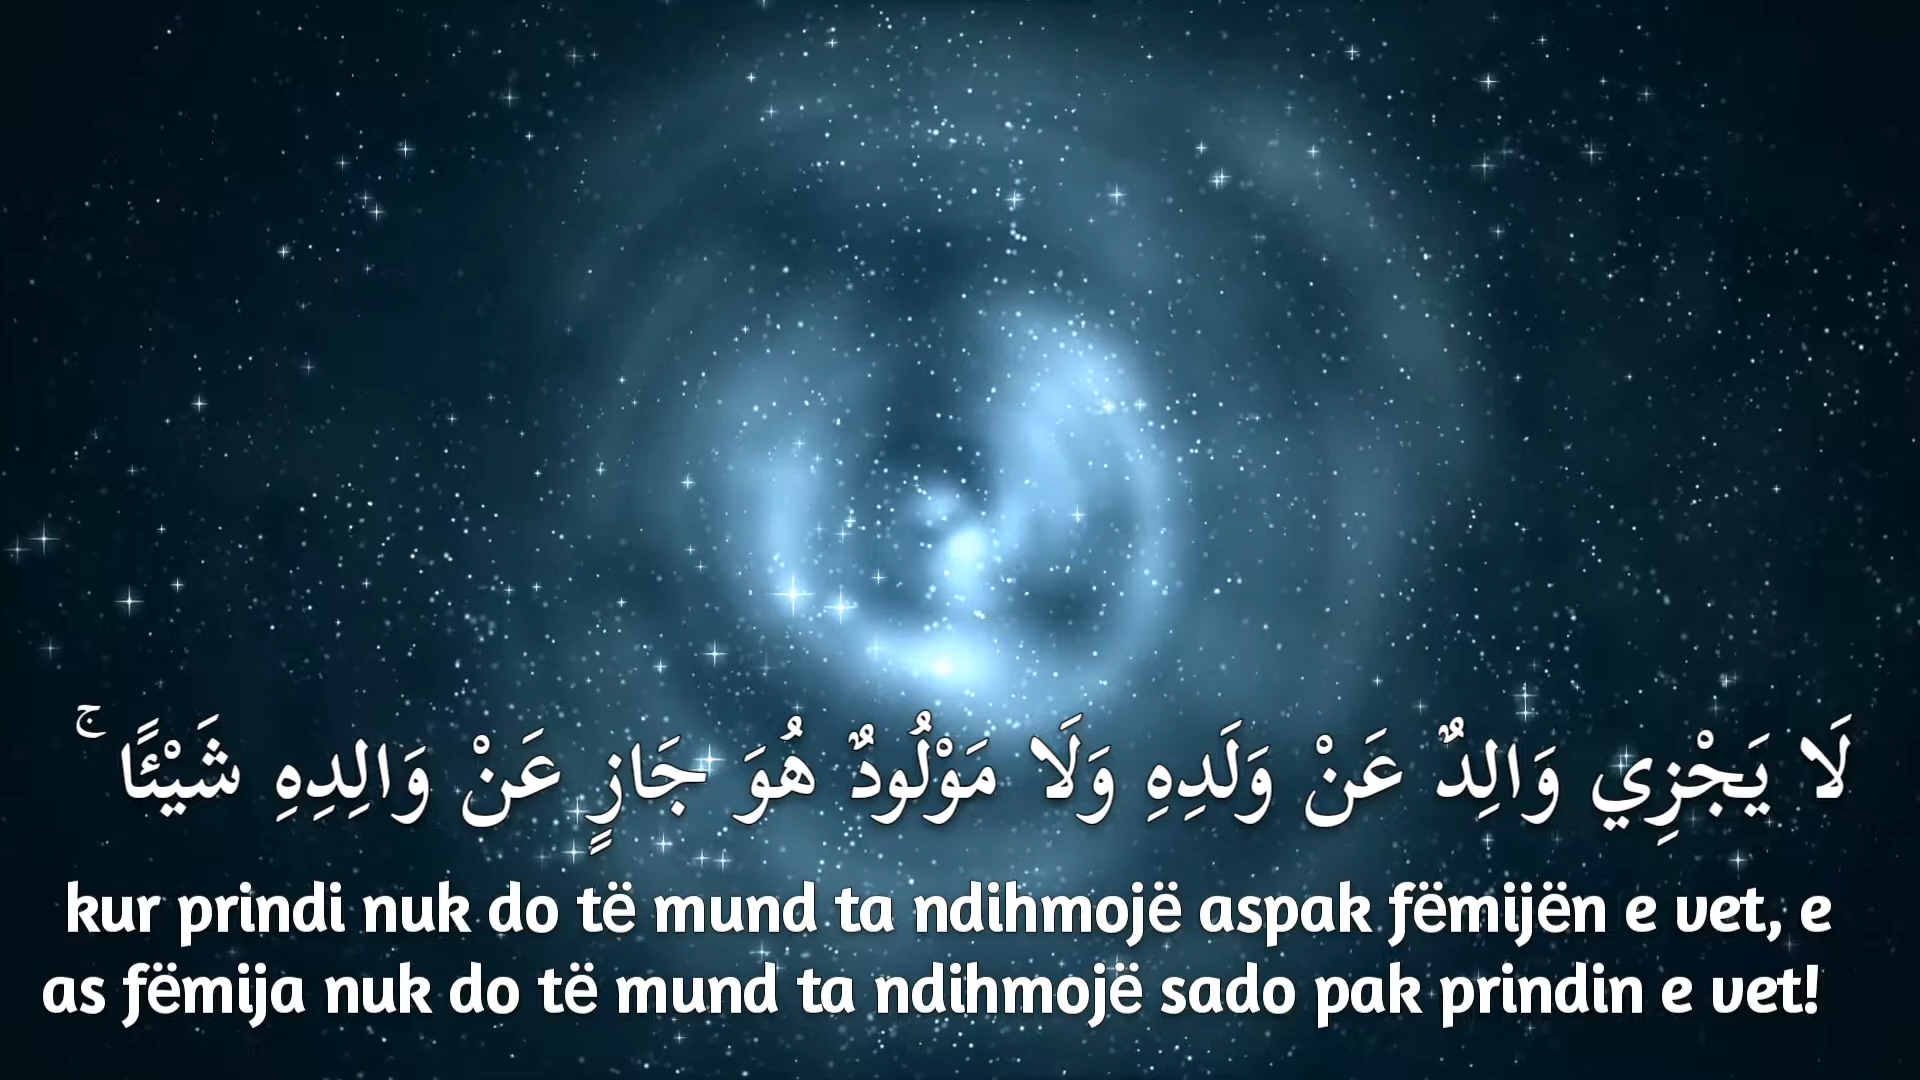 لَا يَجْزِي وَالِدٌ عَنْ وَلَدِهِ وَلَا مَوْلُودٌ هُوَ جَازٍ عَنْ وَالِدِهِ شَيْئًا ۚ
kur prindi nuk do të mund ta ndihmojë aspak fëmijën e vet, e
as fëmija nuk do të mund ta ndihmojë sado pak prindin e vet!